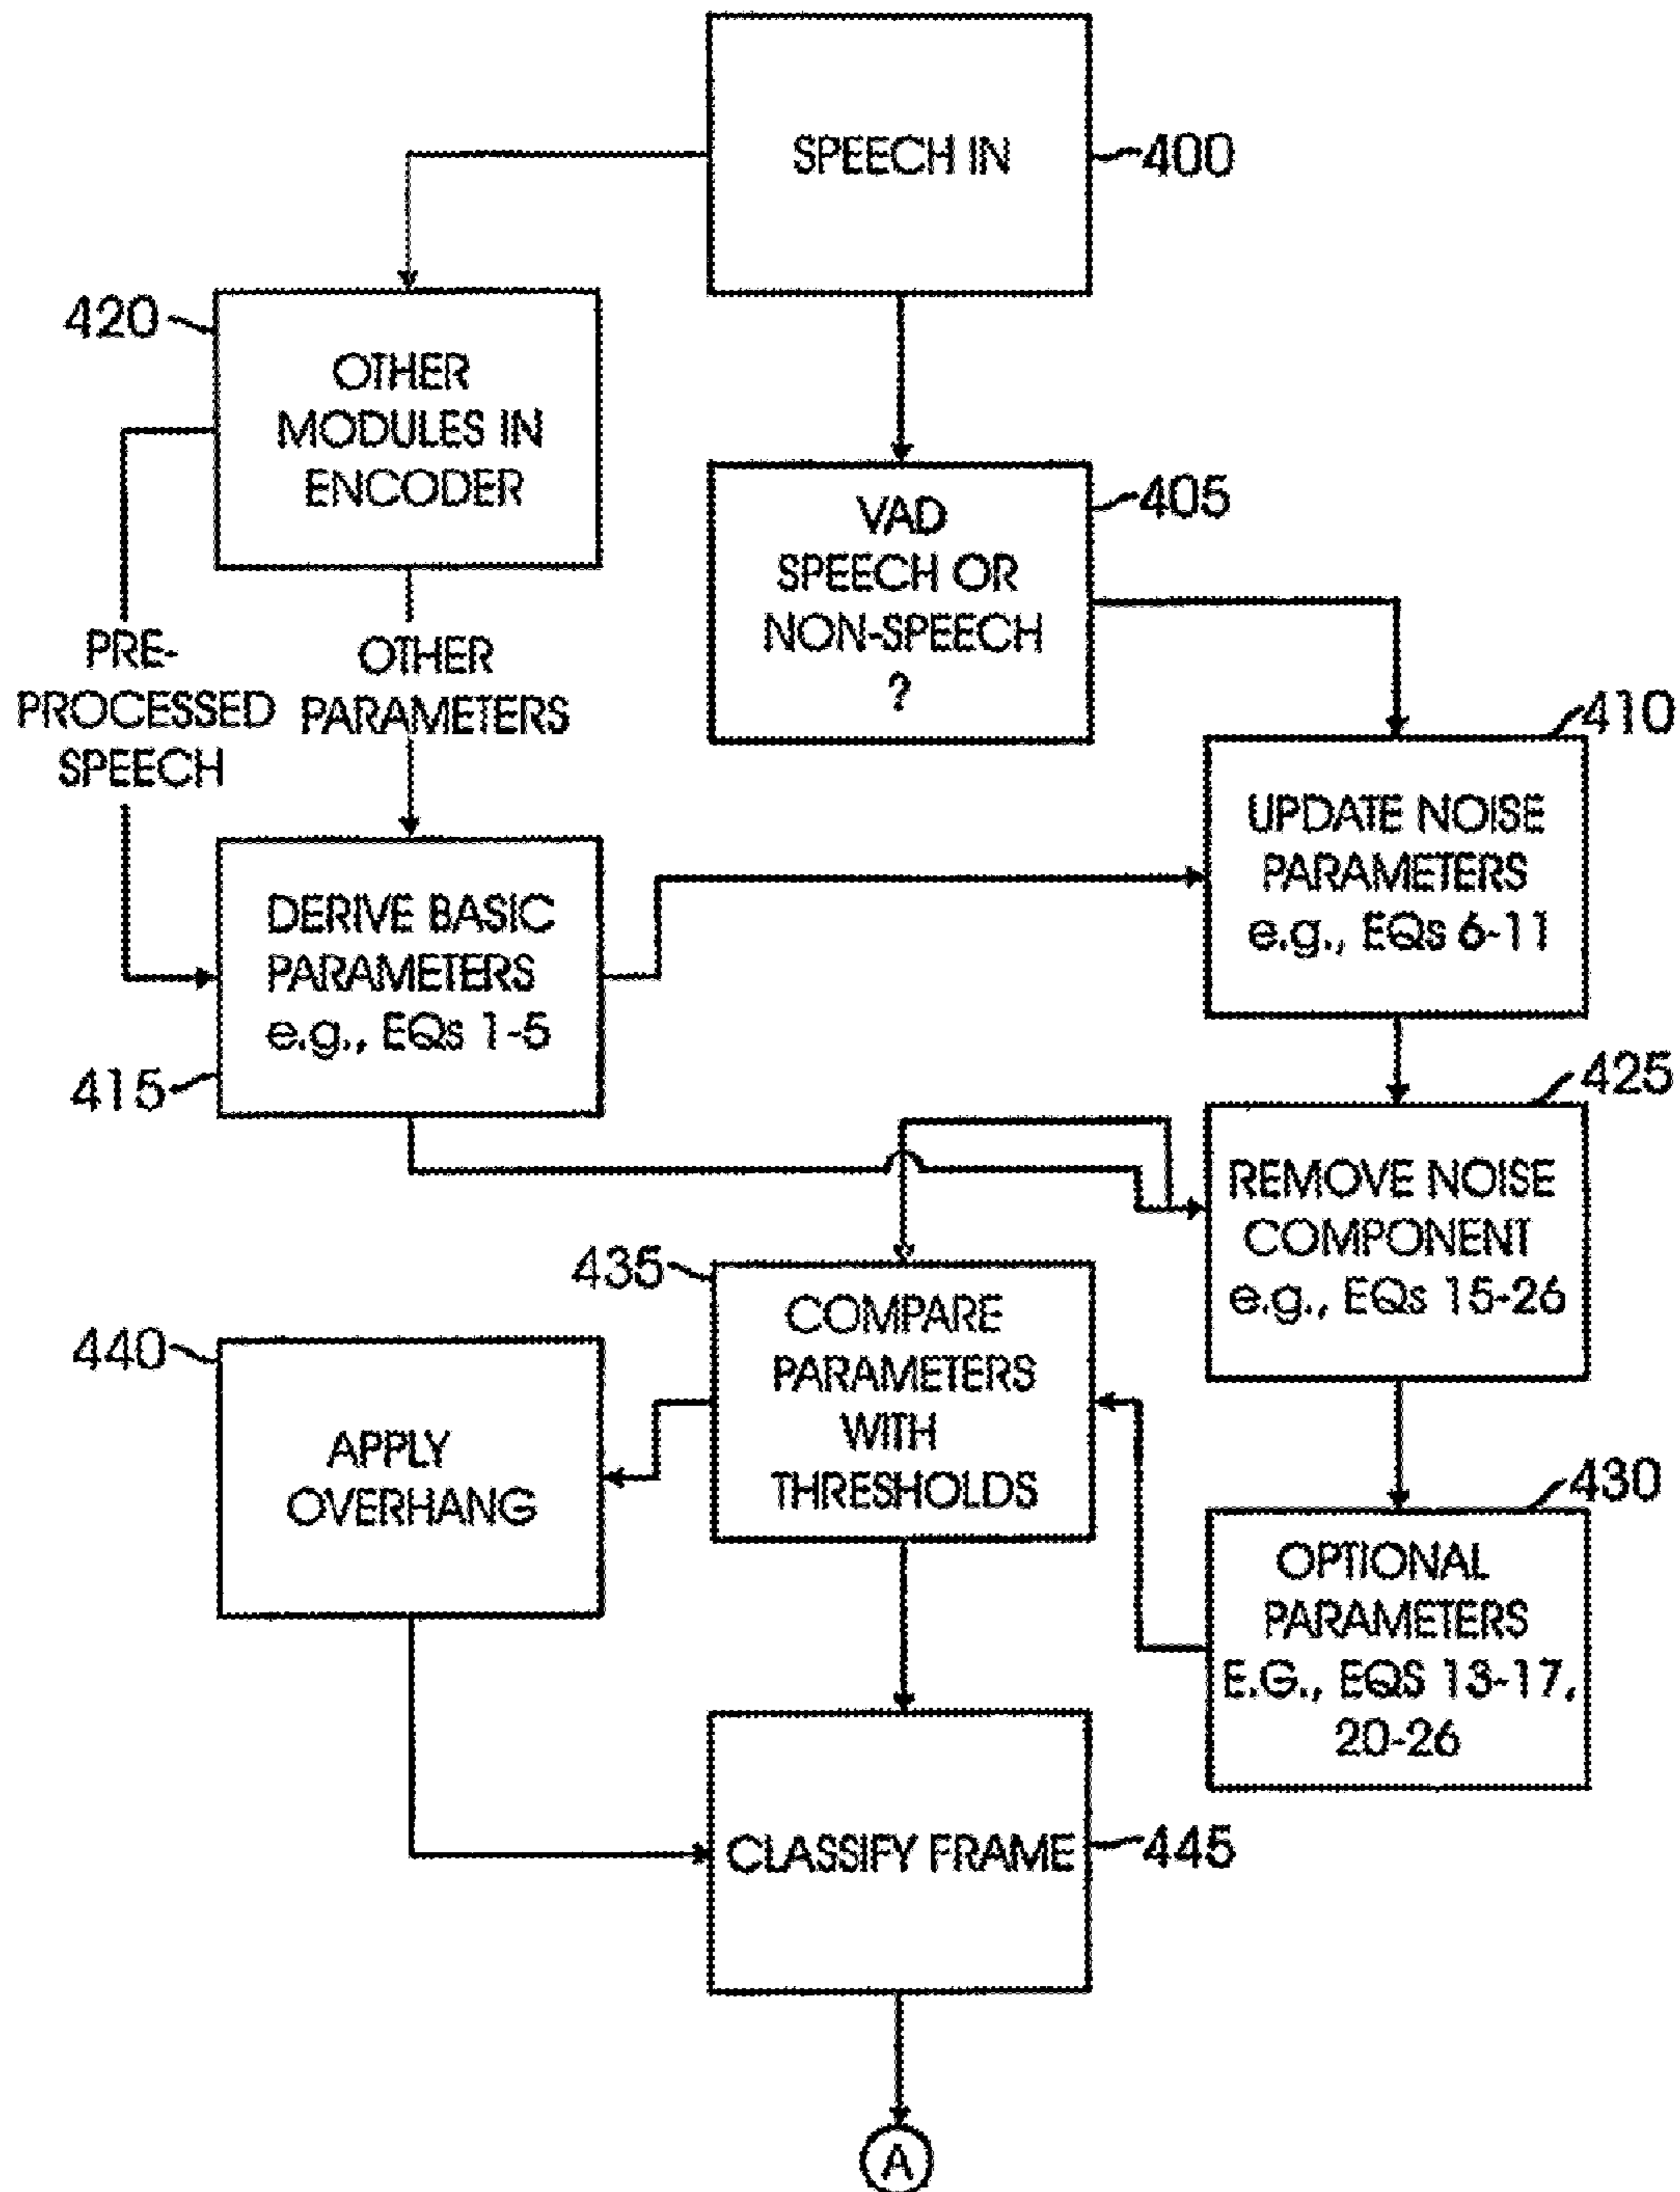 SPEECH IN
400
420
OTHER
MODULES IN
ENCODER
VAD
SPEECH OR
NON-SPEECH
?
405
PRE-
PROCESSED
SPEECH
OTHER
PARAMETERS
410
UPDATE NOISE
PARAMETERS
e.g., EQs 6-11
DERIVE BASIC
PARAMETERS
e.g., EQs 1-5
415
425
REMOVE NOISE
COMPONENT
e.g., EQs 15-26
435
COMPARE
PARAMETERS
WITH
THRESHOLDS
440
APPLY
OVERHANG
430
OPTIONAL
PARAMETERS
E.G., EQS 13-17,
20-26
CLASSIFY FRAME
445
A